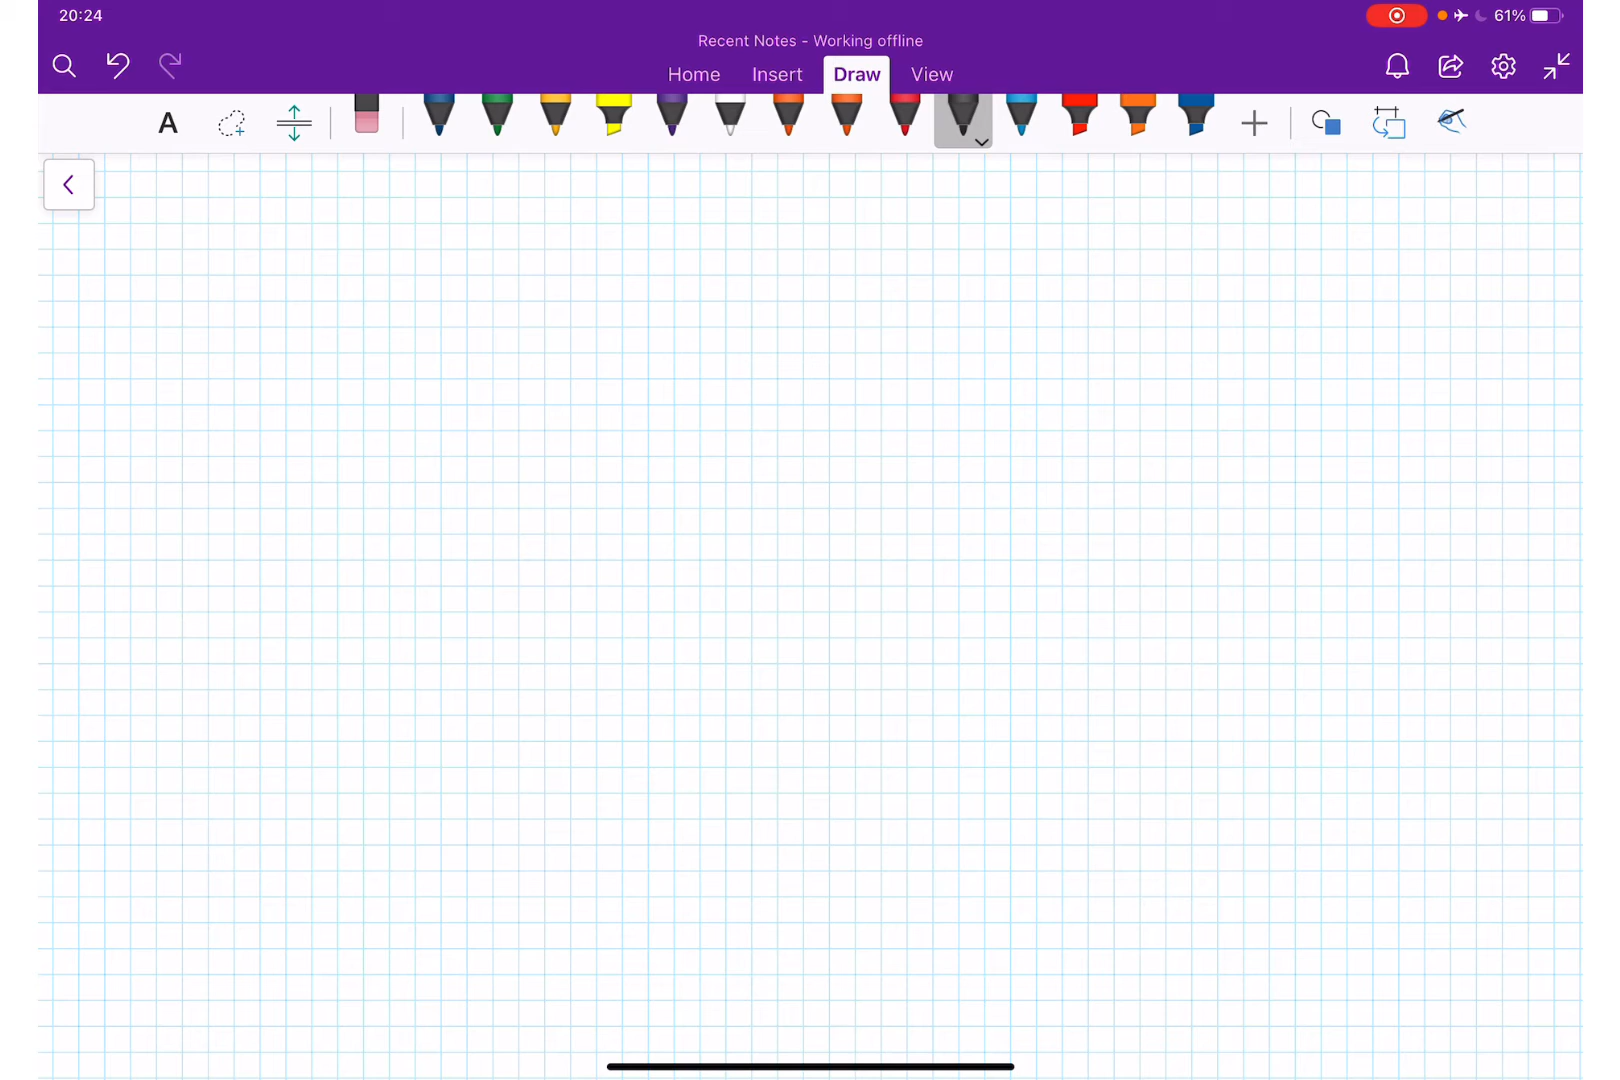 20:24
61%
Recent Notes - Working offline
Home Insert Draw View
A